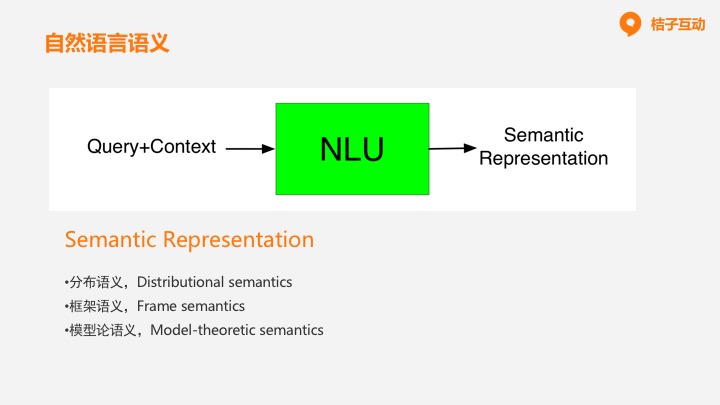 自然语言语义
桔子互动
Query+Context
NLU
Semantic
Representation
Semantic Representation
•分布语义，Distributional semantics
•框架语义，Frame semantics
•模型论语义，Model-theoretic semantics